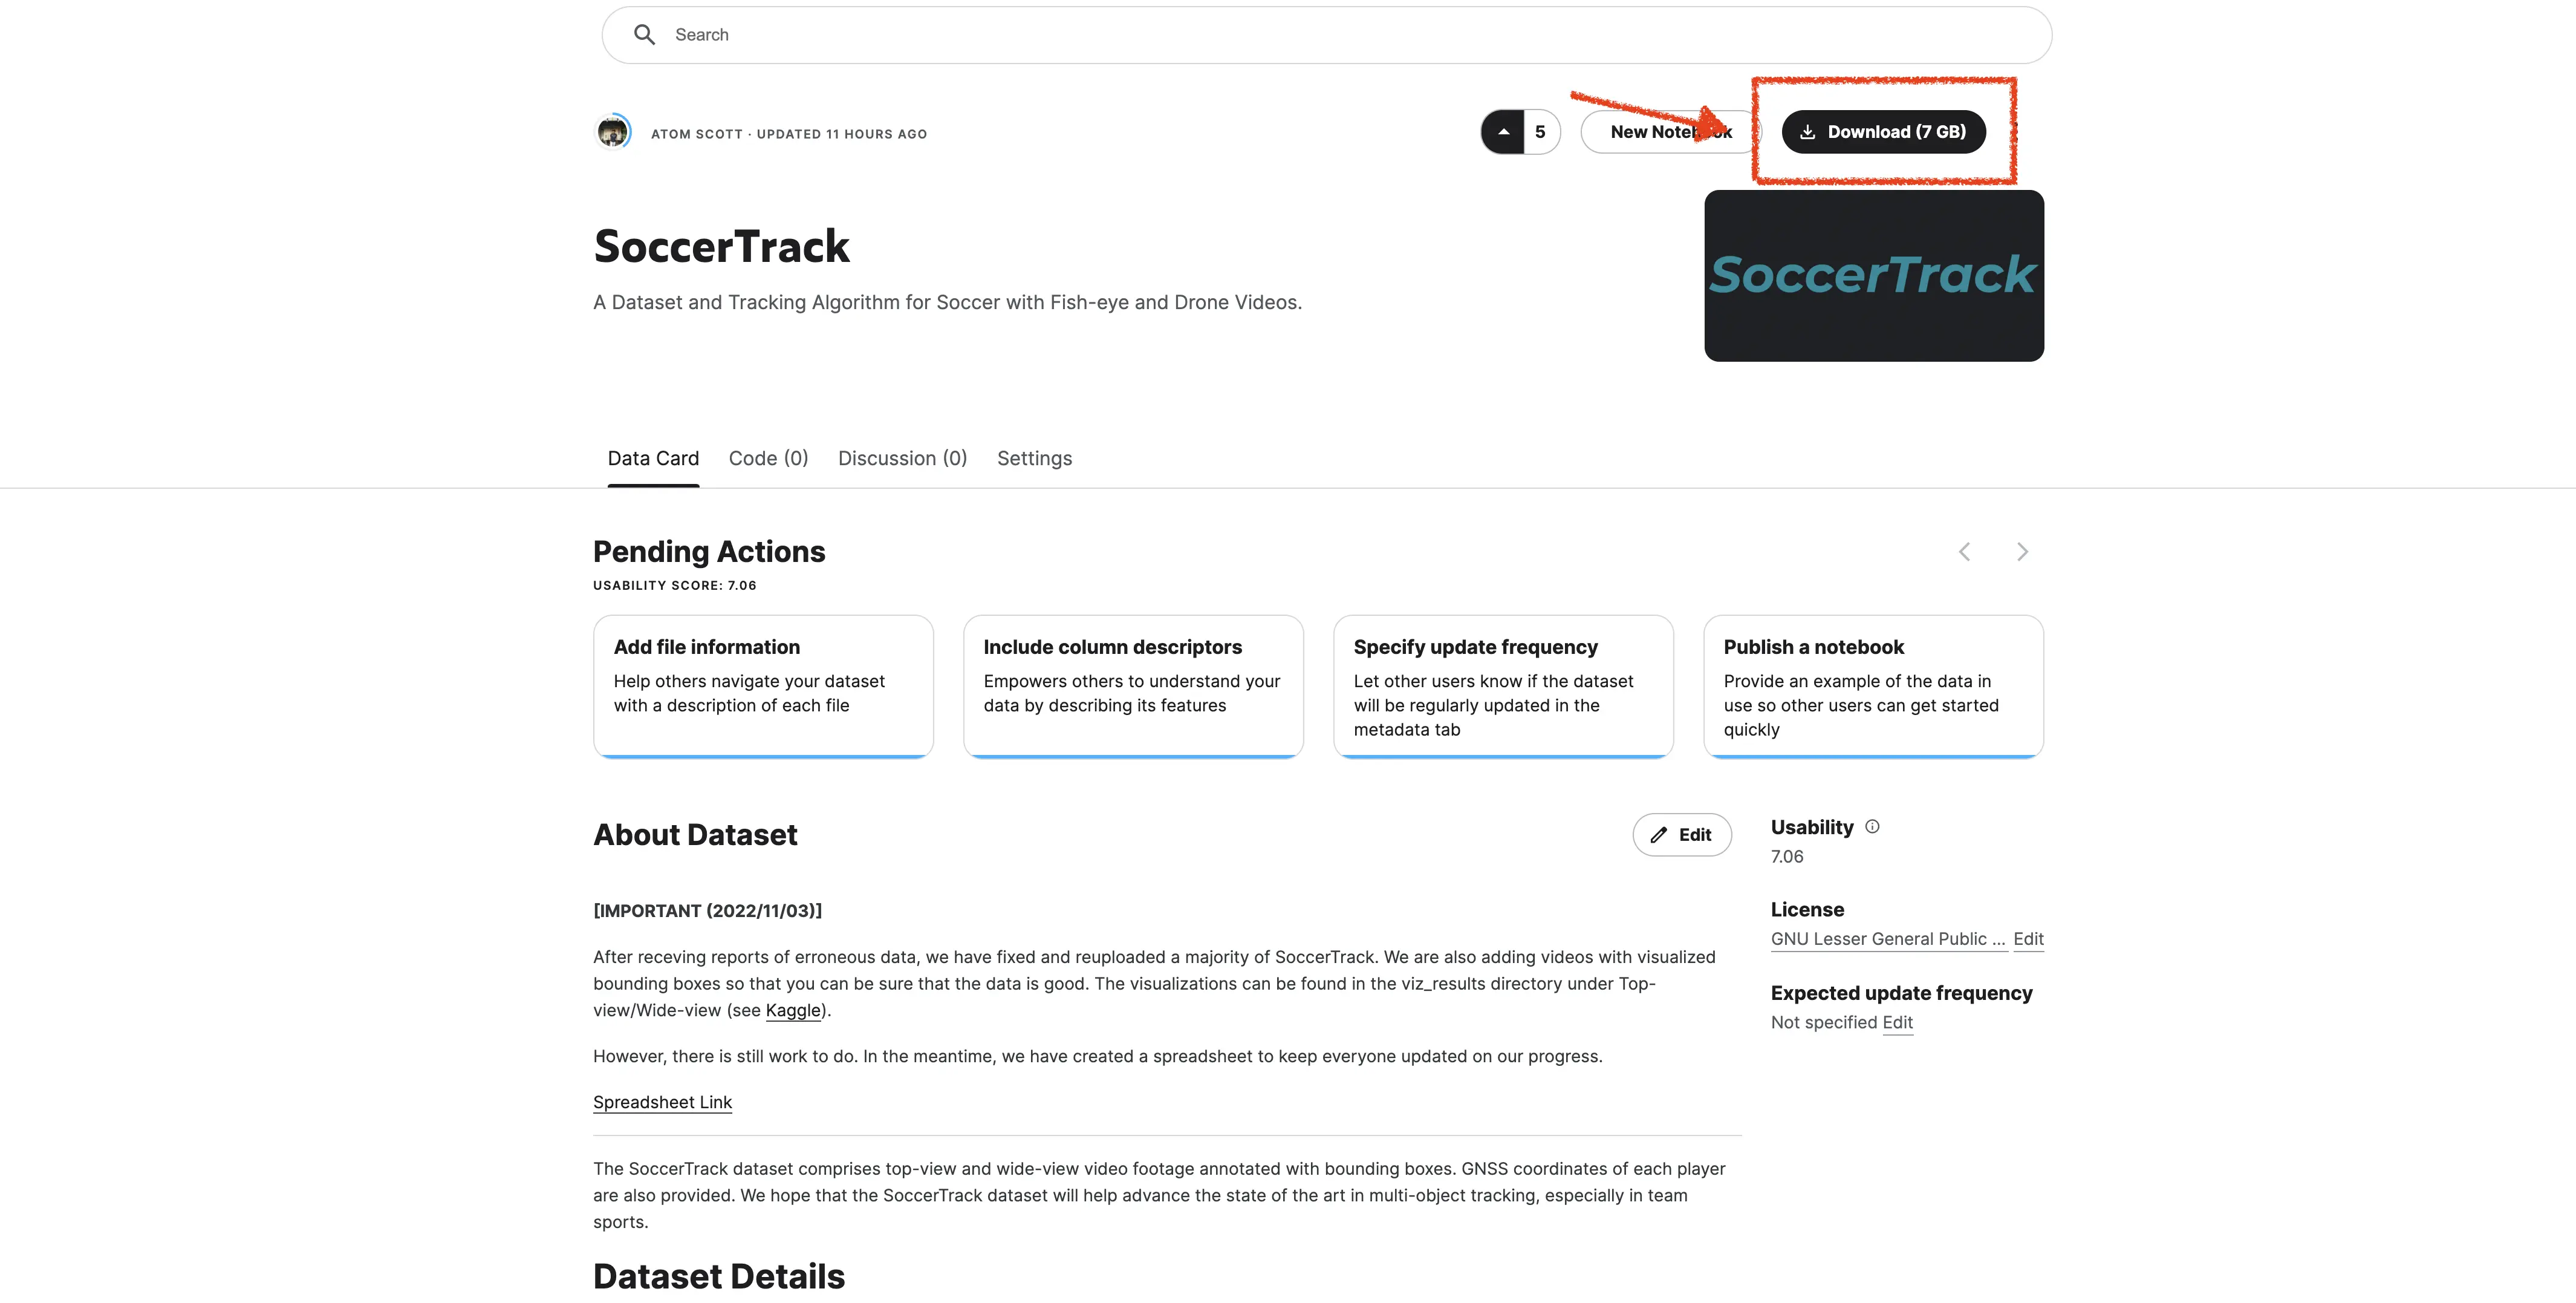 Search
ATOM SCOTT · UPDATED 11 HOURS AGO
5
New Notebook
Download (7 GB)
SoccerTrack
A Dataset and Tracking Algorithm for Soccer with Fish-eye and Drone Videos.
SoccerTrack
Data Card
Code (0)
Discussion (0)
Settings
Pending Actions
USABILITY SCORE: 7.06
Add file information
Help others navigate your dataset
with a description of each file
Include column descriptors
Empowers others to understand your
data by describing its features
Specify update frequency
Let other users know if the dataset
will be regularly updated in the
metadata tab
Publish a notebook
Provide an example of the data in
use so other users can get started
quickly
About Dataset
Edit
[IMPORTANT (2022/11/03)]
After receving reports of erroneous data, we have fixed and reuploaded a majority of SoccerTrack. We are also adding videos with visualized
bounding boxes so that you can be sure that the data is good. The visualizations can be found in the viz_results directory under Top-
view/Wide-view (see Kaggle).
However, there is still work to do. In the meantime, we have created a spreadsheet to keep everyone updated on our progress.
Spreadsheet Link
The SoccerTrack dataset comprises top-view and wide-view video footage annotated with bounding boxes. GNSS coordinates of each player
are also provided. We hope that the SoccerTrack dataset will help advance the state of the art in multi-object tracking, especially in team
sports.
Dataset Details
Usability
7.06
License
GNU Lesser General Public ... Edit
Expected update frequency
Not specified Edit